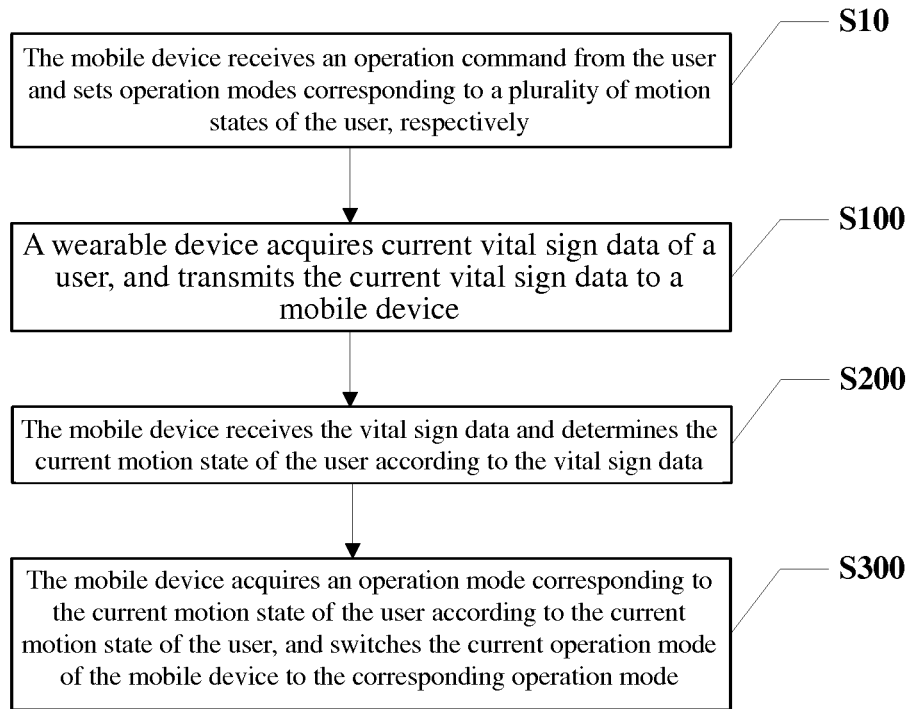 S10
The mobile device receives an operation command from the user
and sets operation modes corresponding to a plurality of motion
states of the user, respectively
S100
A wearable device acquires current vital sign data of a
user, and transmits the current vital sign data to a
mobile device
S200
The mobile device receives the vital sign data and determines the
current motion state of the user according to the vital sign data
S300
The mobile device acquires an operation mode corresponding to
the current motion state of the user according to the current
motion state of the user, and switches the current operation mode
of the mobile device to the corresponding operation mode